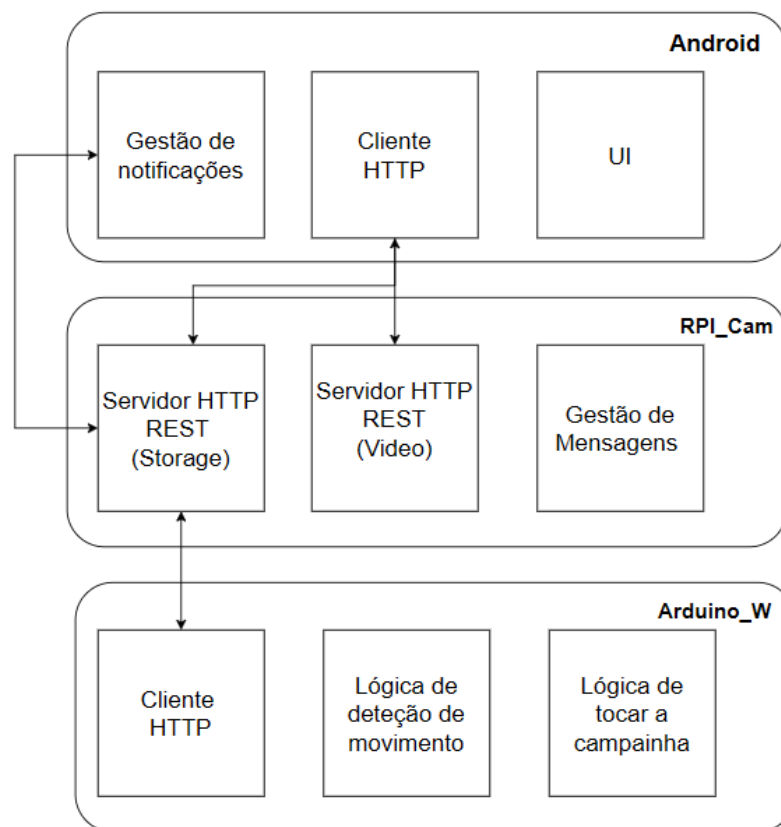 Android
Gestão de
notificações
Cliente
HTTP
UI
RPI_Cam
Servidor HTTP
REST
(Storage)
Servidor HTTP
REST
(Video)
Gestão de
Mensagens
Arduino_W
Cliente
HTTP
Lógica de
deteção de
movimento
Lógica de
tocar a
campainha